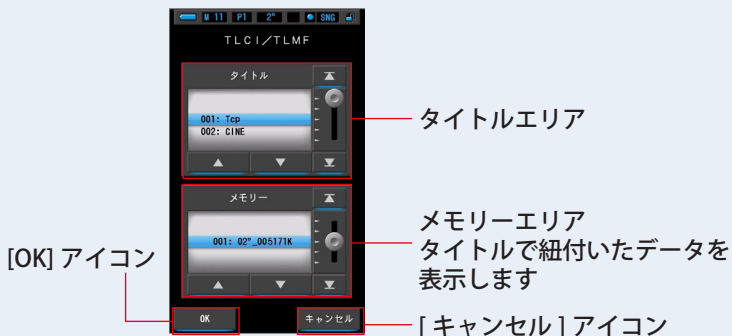 M 11 P1 2° SNG
TLCI/TLMF
タイトル
001: Tcp
002: CINE
タイトルエリア
メモリー
001: 02°_005171K
メモリーエリア
タイトルで紐付いたデータを
表示します
[OK] アイコン
OK
キャンセル
[ キャンセル ] アイコン